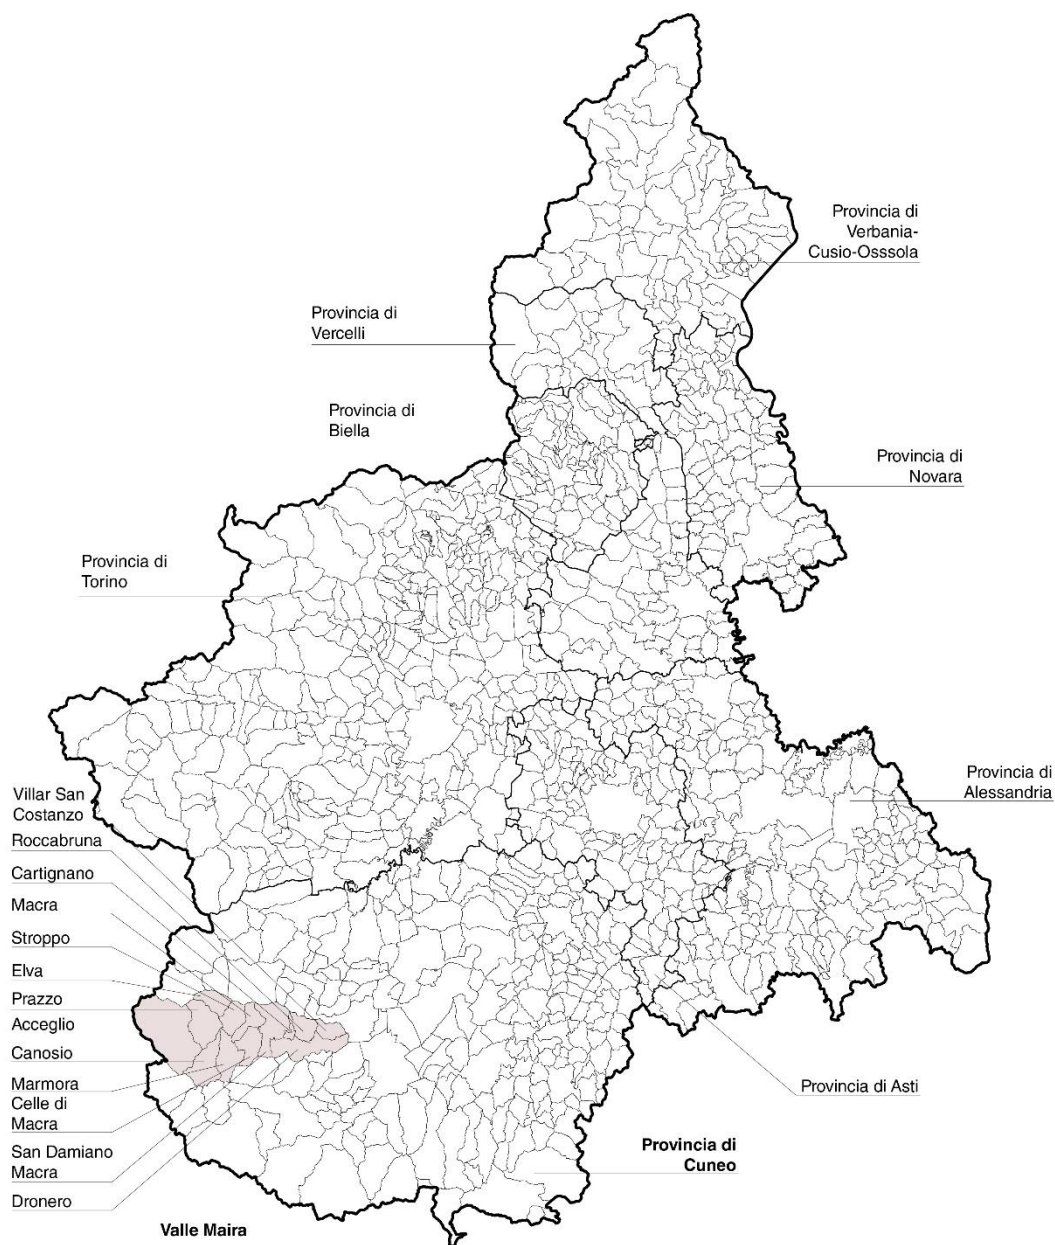 Provincia di
Verbania-
Cusio-Osssola
Provincia di
Vercelli
Provincia di
Biella
Provincia di
Novara
Provincia di
Torino
Provincia di
Alessandria
Villar San
Costanzo
Roccabruna
Cartignano
Macra
Stroppo
Elva
Prazzo
Acceglio
Canosio
Marmora
Celle di
Macra
San Damiano
Macra
Dronero
Provincia di Asti
Provincia di
Cuneo
Valle Maira